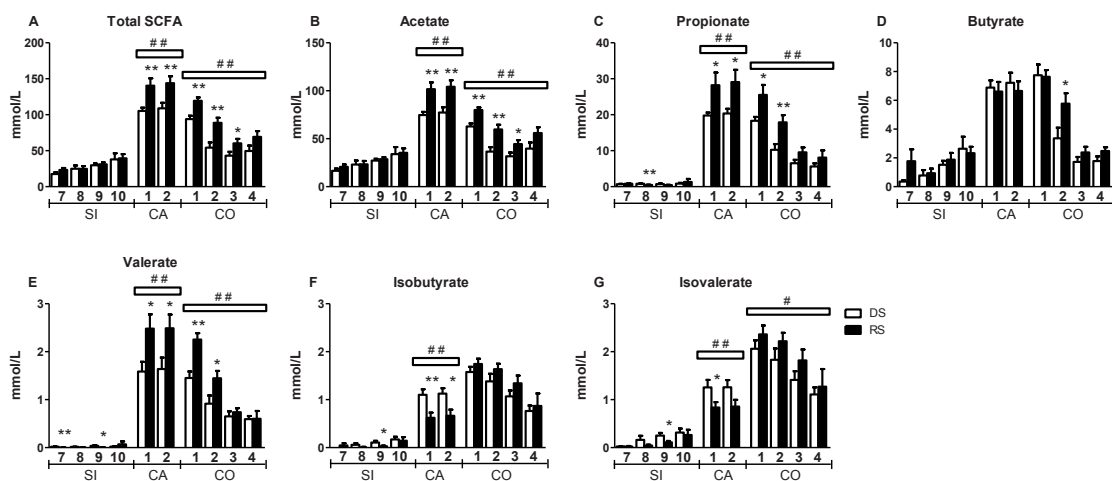 A Total SCFA
mmol/L
200
150
100
50
0
# #
# #
** **
** ** *
7 8 9 10 1 2 1 2 3 4
SI CA CO
B Acetate
mmol/L
150
100
50
0
# #
# #
** **
** ** *
7 8 9 10 1 2 1 2 3 4
SI CA CO
C Propionate
mmol/L
40
30
20
10
0
# #
# #
* *
* **
**
7 8 9 10 1 2 1 2 3 4
SI CA CO
D Butyrate
mmol/L
10
8
6
4
2
0
*
7 8 9 10 1 2 1 2 3 4
SI CA CO
E Valerate
mmol/L
3
2
1
0
# #
# #
* *
** *
** *
7 8 9 10 1 2 1 2 3 4
SI CA CO
F Isobutyrate
mmol/L
3
2
1
0
# #
** *
*
7 8 9 10 1 2 1 2 3 4
SI CA CO
G Isovalerate
mmol/L
3
2
1
0
#
# #
*
*
7 8 9 10 1 2 1 2 3 4
SI CA CO
DS
RS